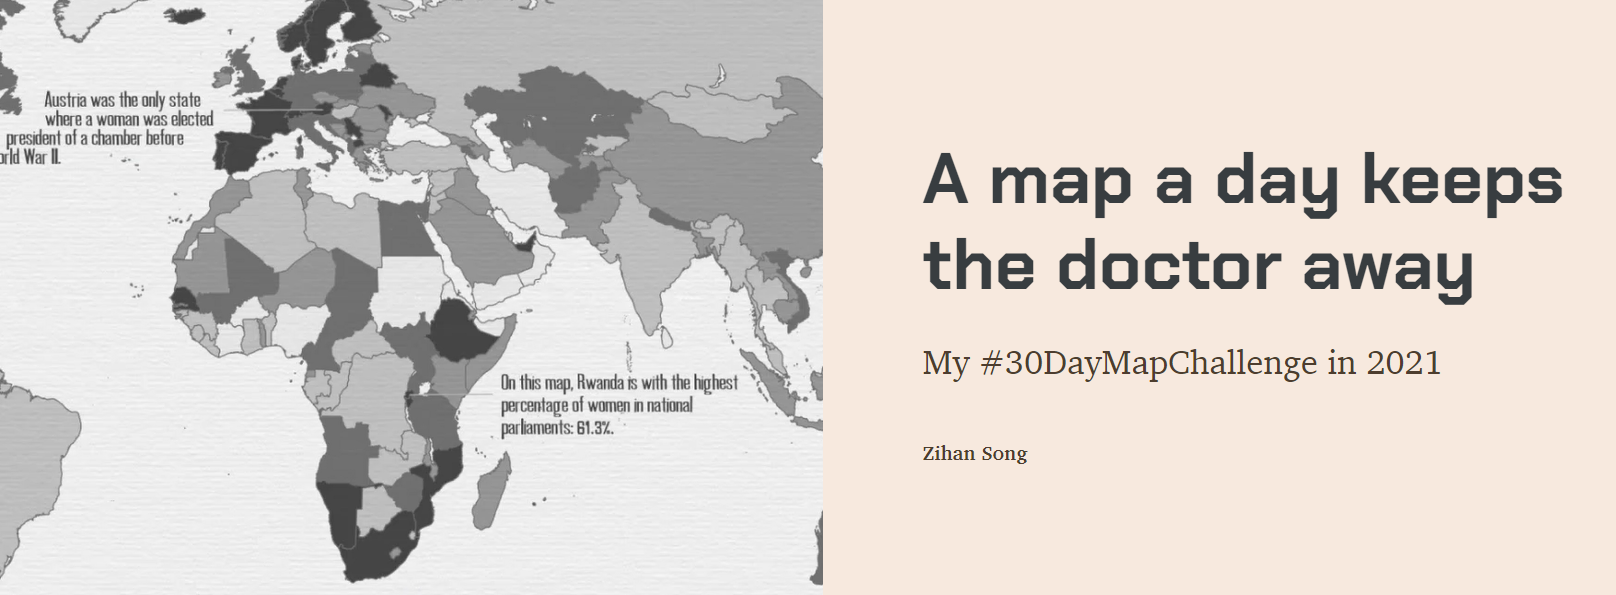 Austria was the only state
where a woman was elected
president of a chamber before
War II.
On this map, Rwanda is with the highest
percentage of women in national
parliaments: 61.3%.
A map a day keeps
the doctor away
My #30DayMapChallenge in 2021
Zihan Song